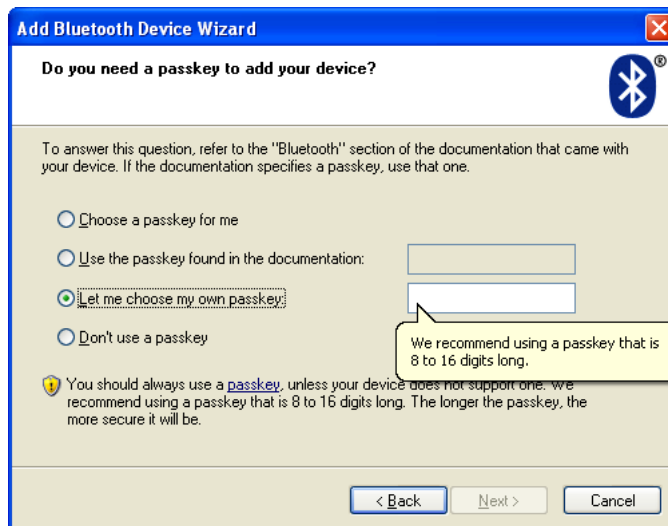 Add Bluetooth Device Wizard
Do you need a passkey to add your device?
®
To answer this question, refer to the "Bluetooth" section of the documentation that came with
your device. If the documentation specifies a passkey, use that one.
Choose a passkey for me
Use the passkey found in the documentation:
Let me choose my own passkey:
Don't use a passkey
We recommend using a passkey that is
8 to 16 digits long.
You should always use a passkey, unless your device does not support one. We
recommend using a passkey that is 8 to 16 digits long. The longer the passkey, the
more secure it will be.
< Back Next > Cancel